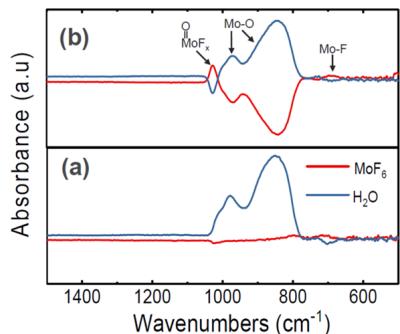 (b)
O
MoFₓ
Mo-O
Mo-F
(a)
MoF₆
H₂O
Absorbance (a.u)
1400 1200 1000 800 600
Wavenumbers (cm⁻¹)